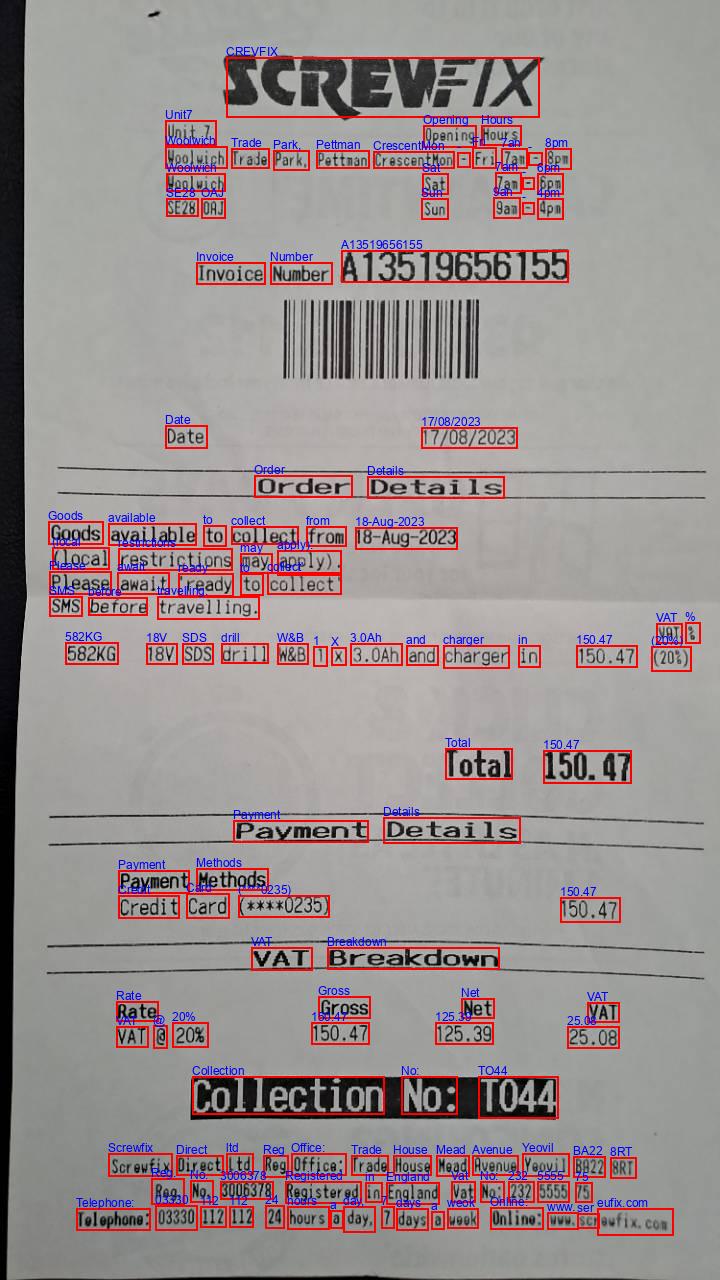 SCREWFIX
Unit 7 Opening Hours
Woolwich Trade Park, Pettman Crescent Mon - Fri 7am - 8pm
Woolwich Sat 7am - 6pm
SE28 0AJ Sun 9am - 4pm
Invoice Number A13519656155
Date 17/08/2023
Order Details
Goods available to collect from 18-Aug-2023
(local restrictions may apply).
Please await 'ready to collect'
SMS before travelling.
VAT %
582KG 18V SDS drill W&B 1 x 3.0Ah and charger in 150.47 (20%)
Total 150.47
Payment Details
Payment Methods
Credit Card (****0235) 150.47
VAT Breakdown
Rate Gross Net VAT
VAT @ 20% 150.47 125.39 25.08
Collection No: T044
Screwfix Direct Ltd Reg Office: Trade House Mead Avenue Yeovil BA22 8RT
Reg. No. 3006378 Registered in England Vat No: 232 5555 75
Telephone: 03330 112 112 24 hours a day, 7 days a week Online: www.screwfix.com